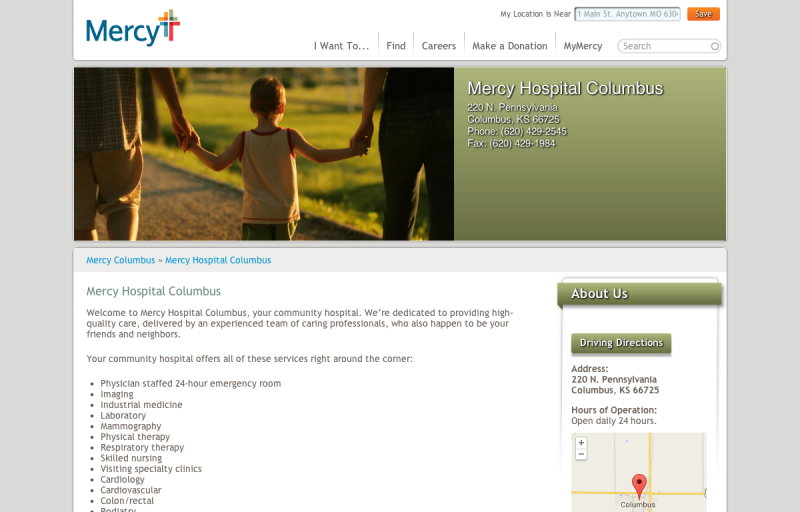 My Location is Near 1 Main St. Anytown MO 630 Save
Mercy
I Want To... Find Careers Make a Donation MyMercy Search
Mercy Hospital Columbus
220 N. Pennsylvania
Columbus, KS 66725
Phone: (620) 429-2545
Fax: (620) 429-1984
Mercy Columbus » Mercy Hospital Columbus
Mercy Hospital Columbus
Welcome to Mercy Hospital Columbus, your community hospital. We're dedicated to providing high-
quality care, delivered by an experienced team of caring professionals, who also happen to be your
friends and neighbors.
Your community hospital offers all of these services right around the corner:
• Physician staffed 24-hour emergency room
• Imaging
• Industrial medicine
• Laboratory
• Mammography
• Physical therapy
• Respiratory therapy
• Skilled nursing
• Visiting specialty clinics
• Cardiology
• Cardiovascular
• Colon/rectal
• Podiatry
About Us
Driving Directions
Address:
220 N. Pennsylvania
Columbus, KS 66725
Hours of Operation:
Open daily 24 hours.
+
−
Columbus